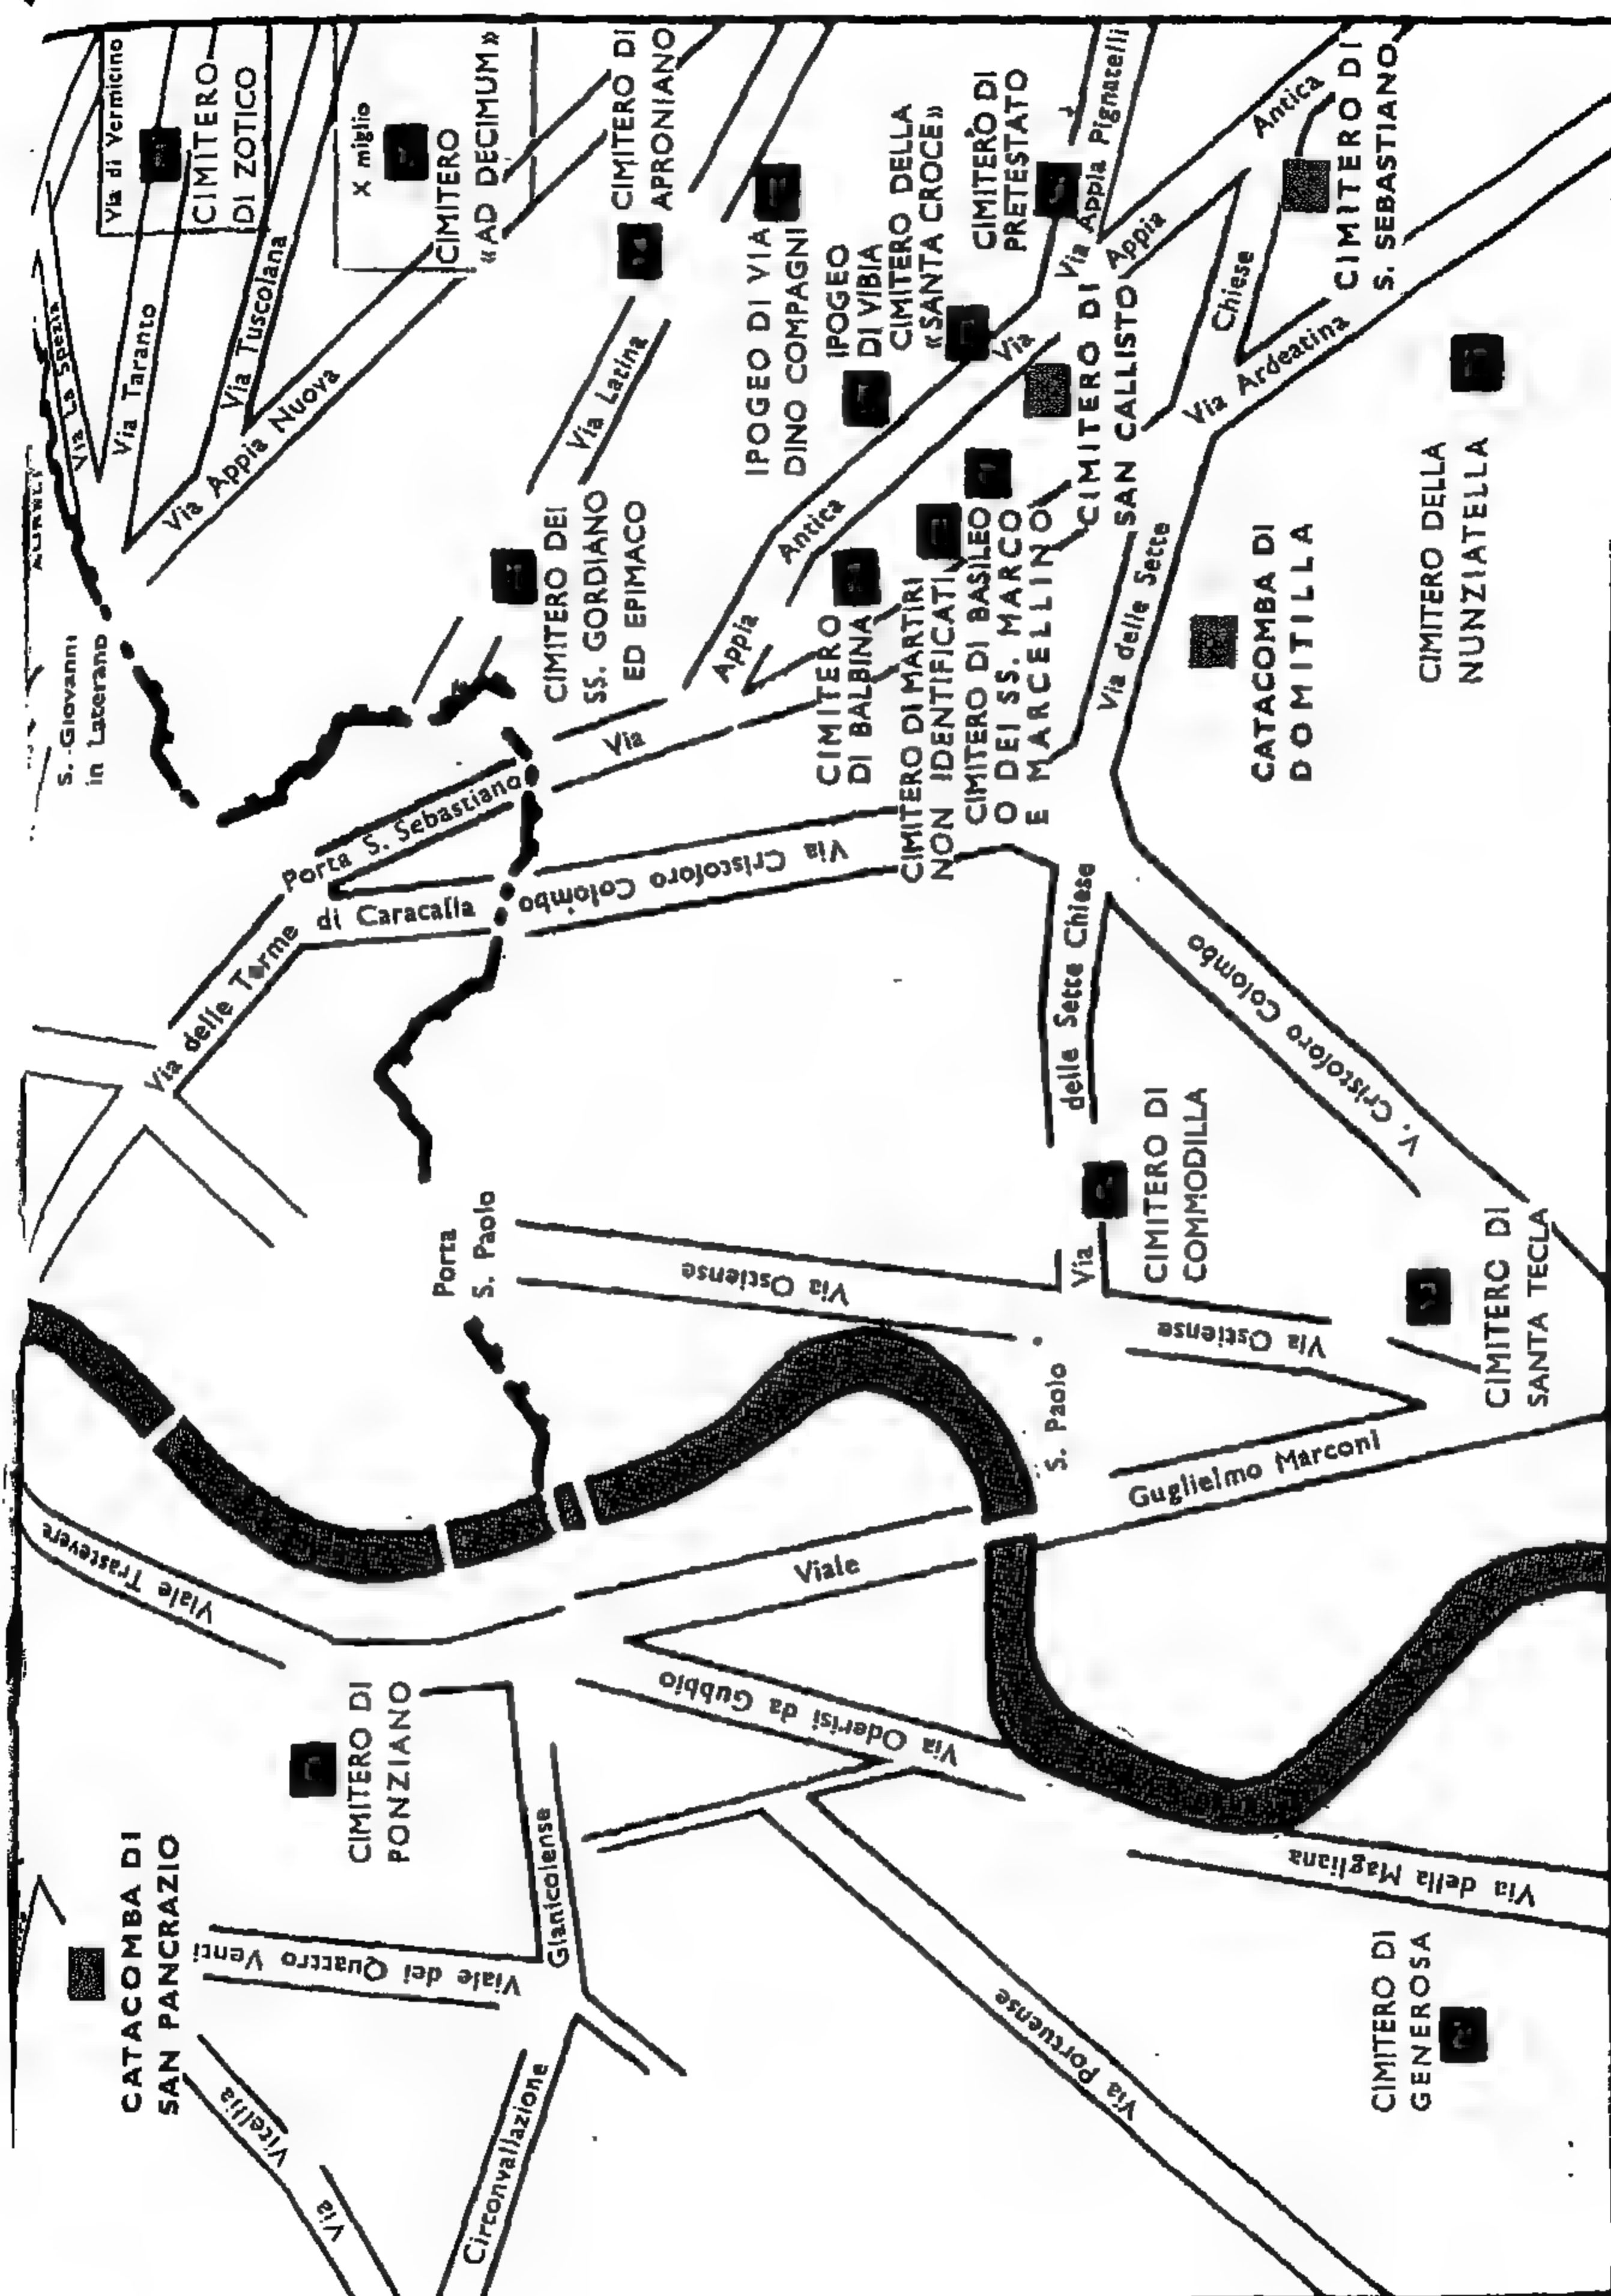 CATACOMBA DI
SAN PANCRAZIO
Via
Vitellia
Viale dei Quattro Venti
Circonvallazione
Gianicolense
CIMITERO DI
PONZIANO
Viale Trastevere
Via Oderisi da Gubbio
Via Portuense
Via della Magliana
CIMITERO DI
GENEROSA
Viale
Guglielmo Marconi
S. Paolo
Porta
S. Paolo
Via Ostiense
Via Ostiense
Via
delle Sette Chiese
CIMITERO DI
COMMODILLA
CIMITERO DI
SANTA TECLA
V. Cristoforo Colombo
Via delle Terme
di Caracalla
Porta S. Sebastiano
Via Cristoforo Colombo
S. Giovanni
in Laterano
Via La Spezia
Via Taranto
Via Tuscolana
Via Appia Nuova
Via di Vermicino
CIMITERO
DI ZOTICO
X miglio
CIMITERO
«AD DECIMUM»
CIMITERO DI
APRONIANO
Via Latina
CIMITERO DEI
SS. GORDIANO
ED EPIMACO
IPOGEO DI VIA
DINO COMPAGNI
IPOGEO
DI VIBIA
CIMITERO DELLA
«SANTA CROCE»
CIMITERO DI
PRETESTATO
Via
Appia
Antica
Via
Appia
Antica
Via Appia Pignatelli
CIMITERO
DI BALBINA
CIMITERO DI MARTIRI
NON IDENTIFICATI
CIMITERO DI BASILEO
O DEI SS. MARCO
E MARCELLINO
CIMITERO DI
SAN CALLISTO
Via delle Sette
Chiese
Via Ardeatina
CIMITERO DI
S. SEBASTIANO
CATACOMBA DI
DOMITILLA
CIMITERO DELLA
NUNZIATELLA